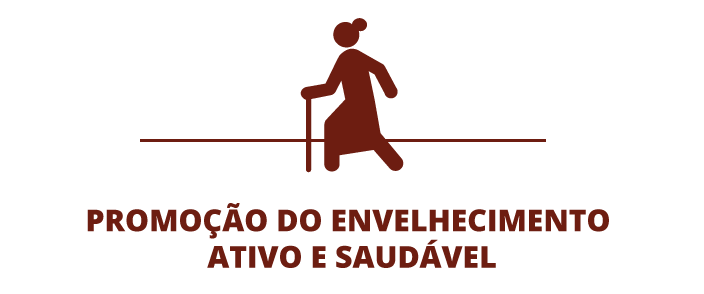 PROMOÇÃO DO ENVELHECIMENTO
ATIVO E SAUDÁVEL